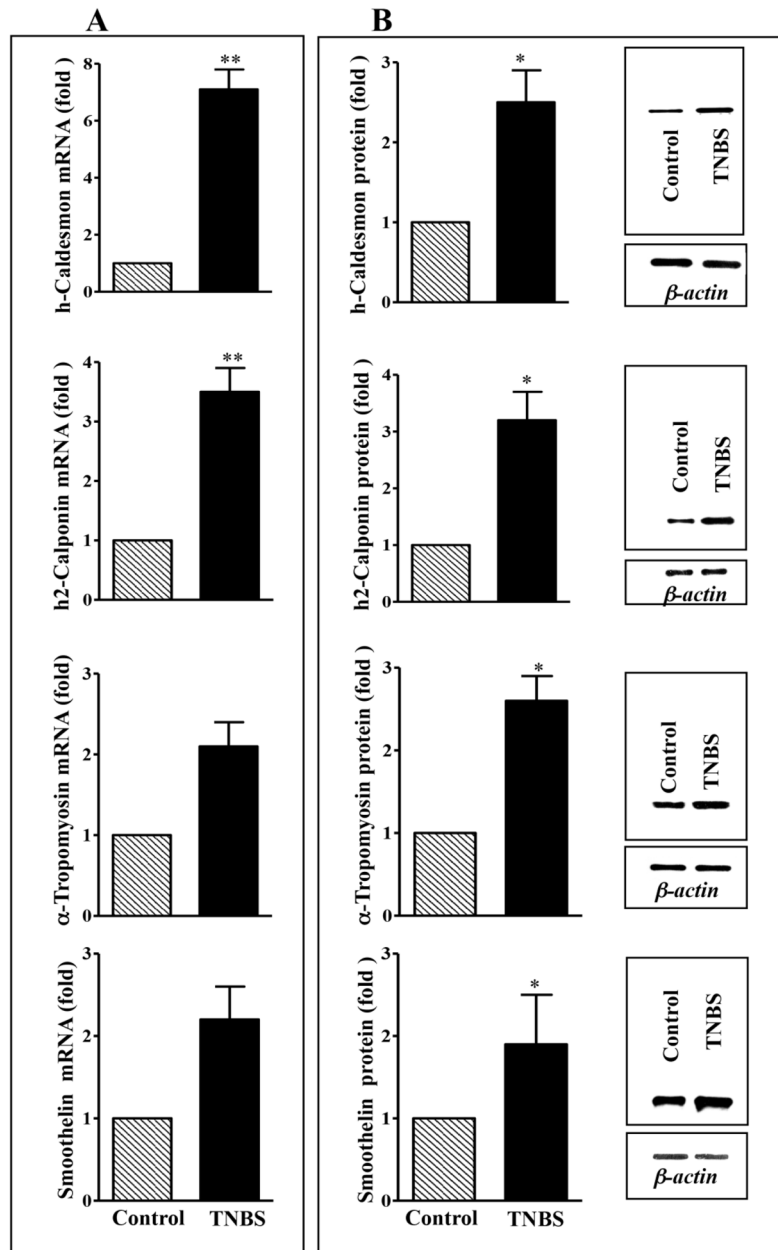 A
B
h-Caldesmon mRNA (fold)
8
6
4
2
0
**
h-Caldesmon protein (fold )
3
2
1
0
*
Control
TNBS
β-actin
h2-Calponin mRNA (fold )
4
3
2
1
0
**
h2-Calponin protein (fold )
4
3
2
1
0
*
Control
TNBS
β-actin
α-Tropomyosin mRNA (fold)
3
2
1
0
α-Tropomyosin protein (fold )
3
2
1
0
*
Control
TNBS
β-actin
Smoothelin mRNA (fold)
3
2
1
0
Control TNBS
Smoothelin protein (fold )
3
2
1
0
*
Control TNBS
Control
TNBS
β-actin